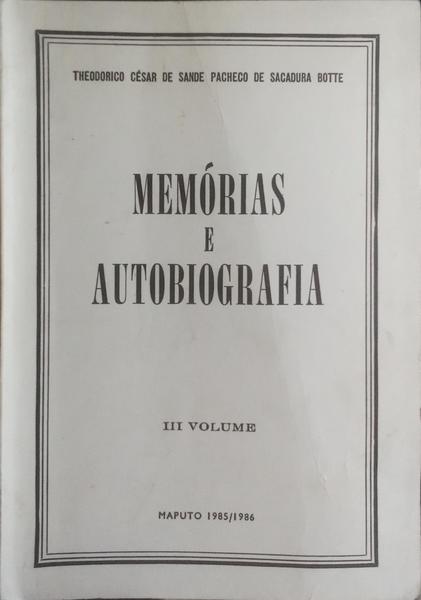 THEODORICO CÉSAR DE SANDE PACHECO DE SACADURA BOTTE
MEMÓRIAS
E
AUTOBIOGRAFIA
III VOLUME
MAPUTO 1985/1986